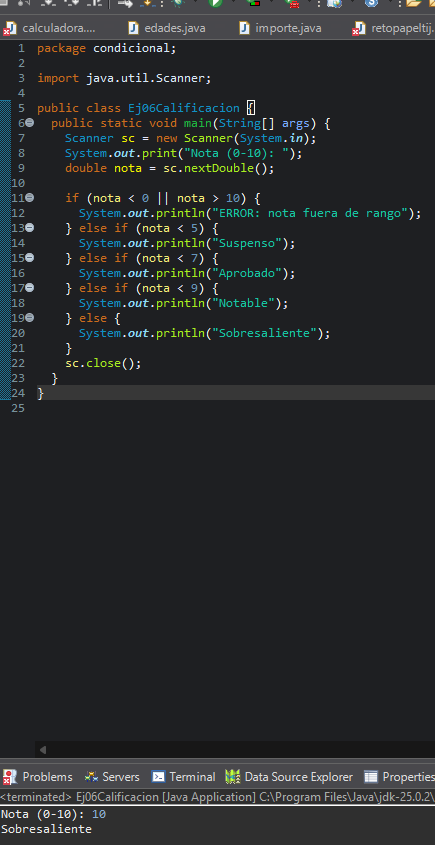 calculadora....
edades.java
importe.java
retopapeltij.
1 package condicional;
2
3 import java.util.Scanner;
4
5 public class Ej06Calificacion {
6 public static void main(String[] args) {
7 Scanner sc = new Scanner(System.in);
8 System.out.print("Nota (0-10): ");
9 double nota = sc.nextDouble();
10
11 if (nota < 0 || nota > 10) {
12 System.out.println("ERROR: nota fuera de rango");
13 } else if (nota < 5) {
14 System.out.println("Suspenso");
15 } else if (nota < 7) {
16 System.out.println("Aprobado");
17 } else if (nota < 9) {
18 System.out.println("Notable");
19 } else {
20 System.out.println("Sobresaliente");
21 }
22 sc.close();
23 }
24 }
25
Problems Servers Terminal Data Source Explorer Properties
<terminated> Ej06Calificacion [Java Application] C:\Program Files\Java\jdk-25.0.2\
Nota (0-10): 10
Sobresaliente